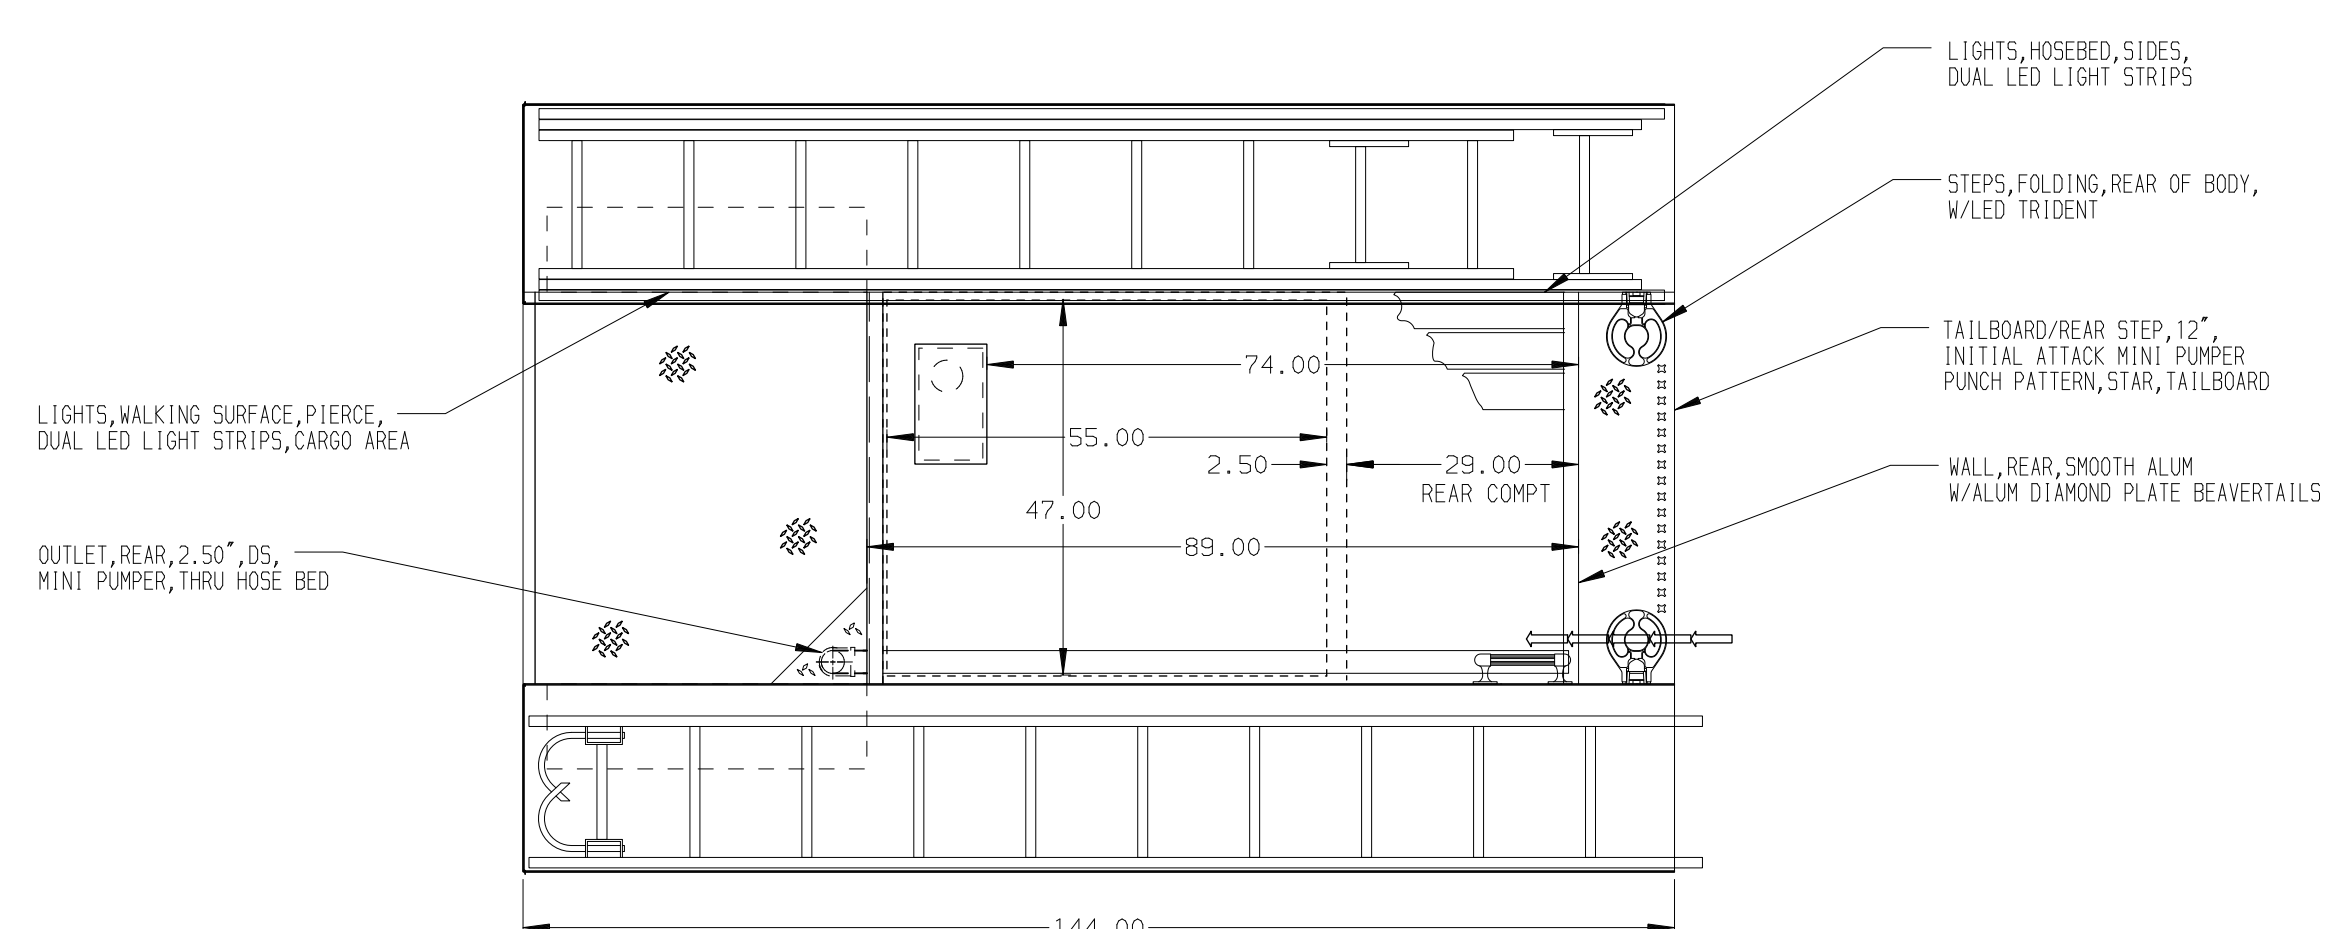 LIGHTS,HOSEBED,SIDES,
DUAL LED LIGHT STRIPS
STEPS,FOLDING,REAR OF BODY,
W/LED TRIDENT
TAILBOARD/REAR STEP,12",
INITIAL ATTACK MINI PUMPER
PUNCH PATTERN,STAR,TAILBOARD
WALL,REAR,SMOOTH ALUM
W/ALUM DIAMOND PLATE BEAVERTAILS
LIGHTS,WALKING SURFACE,PIERCE,
DUAL LED LIGHT STRIPS,CARGO AREA
OUTLET,REAR,2.50",DS,
MINI PUMPER,THRU HOSE BED
74.00
55.00
2.50
29.00
REAR COMPT
47.00
89.00
144.00